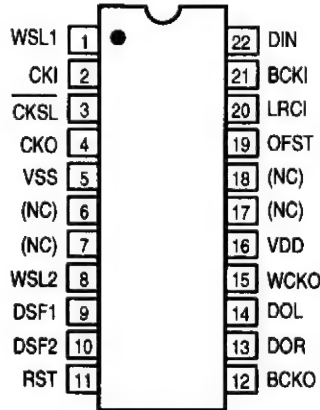 WSL1 1 22 DIN
CKI 2 21 BCKI
CKSL 3 20 LRCI
CKO 4 19 OFST
VSS 5 18 (NC)
(NC) 6 17 (NC)
(NC) 7 16 VDD
WSL2 8 15 WCKO
DSF1 9 14 DOL
DSF2 10 13 DOR
RST 11 12 BCKO